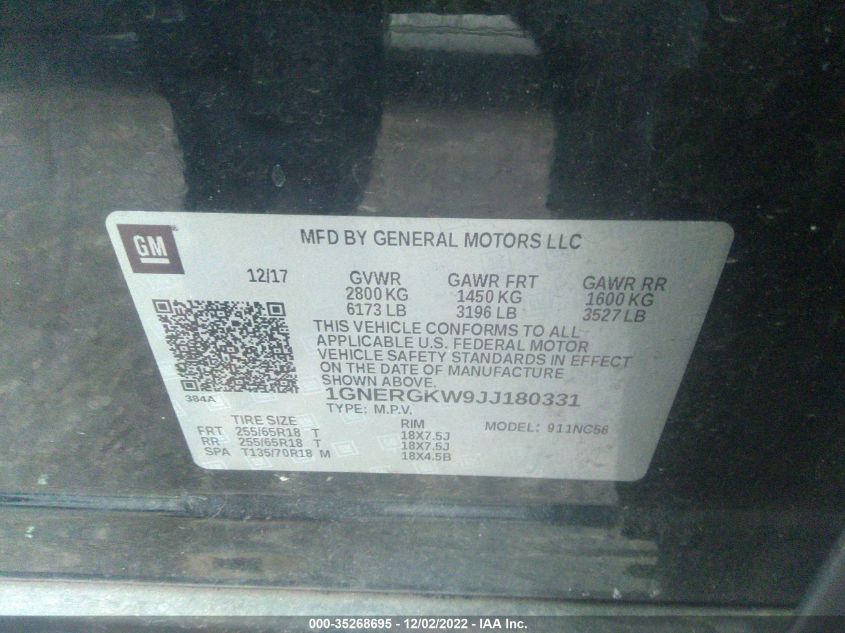 GM
MFD BY GENERAL MOTORS LLC
12/17 GVWR GAWR FRT GAWR RR
2800 KG 1450 KG 1600 KG
6173 LB 3196 LB 3527 LB
THIS VEHICLE CONFORMS TO ALL
APPLICABLE U.S. FEDERAL MOTOR
VEHICLE SAFETY STANDARDS IN EFFECT
ON THE DATE OF MANUFACTURE
SHOWN ABOVE.
384A
1GNERGKW9JJ180331
TYPE: M.P.V.
TIRE SIZE RIM MODEL: 911NC56
FRT 255/65R18 T 18X7.5J
RR 255/65R18 T 18X7.5J
SPA T135/70R18 M 18X4.5B
000-35268695 - 12/02/2022 - IAA Inc.